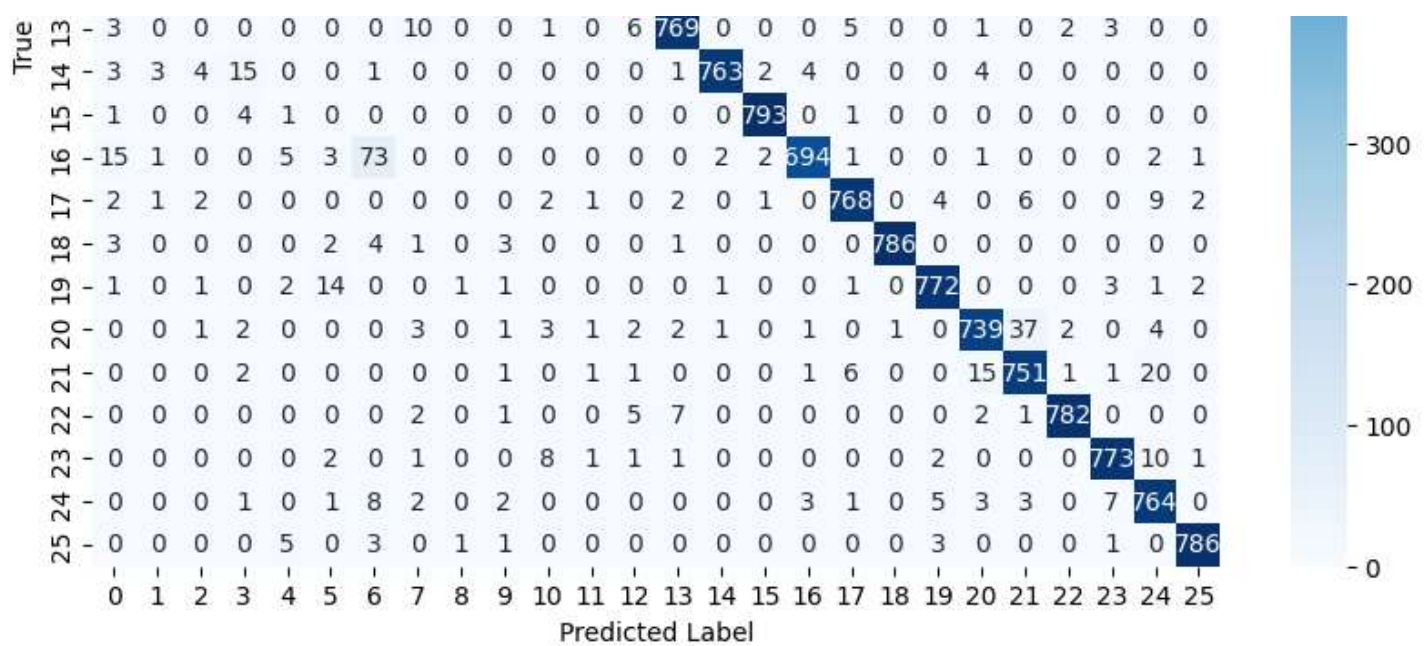 True
13 3 0 0 0 0 0 0 10 0 0 1 0 6 769 0 0 0 5 0 0 1 0 2 3 0 0
14 3 3 4 15 0 0 1 0 0 0 0 0 0 1 763 2 4 0 0 0 4 0 0 0 0 0
15 1 0 0 4 1 0 0 0 0 0 0 0 0 0 0 793 0 1 0 0 0 0 0 0 0 0
300
16 15 1 0 0 5 3 73 0 0 0 0 0 0 0 2 2 694 1 0 0 1 0 0 0 2 1
17 2 1 2 0 0 0 0 0 0 0 2 1 0 2 0 1 0 768 0 4 0 6 0 0 9 2
18 3 0 0 0 0 2 4 1 0 3 0 0 0 1 0 0 0 0 786 0 0 0 0 0 0 0
19 1 0 1 0 2 14 0 0 1 1 0 0 0 0 1 0 0 1 0 772 0 0 0 3 1 2
200
20 0 0 1 2 0 0 0 3 0 1 3 1 2 2 1 0 1 0 1 0 739 37 2 0 4 0
21 0 0 0 2 0 0 0 0 0 1 0 1 1 0 0 0 1 6 0 0 15 751 1 1 20 0
22 0 0 0 0 0 0 0 2 0 1 0 0 5 7 0 0 0 0 0 0 2 1 782 0 0 0
100
23 0 0 0 0 0 2 0 1 0 0 8 1 1 1 0 0 0 0 0 2 0 0 0 773 10 1
24 0 0 0 1 0 1 8 2 0 2 0 0 0 0 0 0 3 1 0 5 3 3 0 7 764 0
25 0 0 0 0 5 0 3 0 1 1 0 0 0 0 0 0 0 0 0 3 0 0 0 1 0 786
0
0 1 2 3 4 5 6 7 8 9 10 11 12 13 14 15 16 17 18 19 20 21 22 23 24 25
Predicted Label